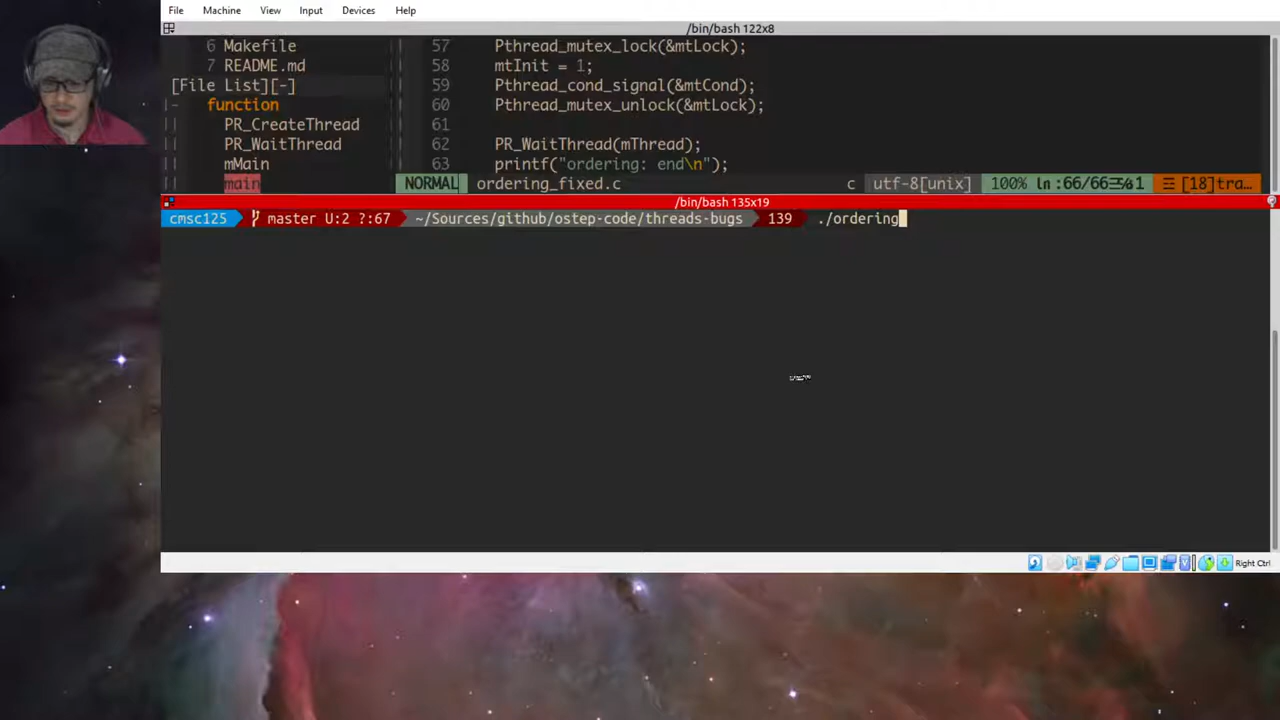 File Machine View Input Devices Help
/bin/bash 122x8
6 Makefile
7 README.md
[File List][-]
function
PR_CreateThread
PR_WaitThread
mMain
main
57 Pthread_mutex_lock(&mtLock);
58 mtInit = 1;
59 Pthread_cond_signal(&mtCond);
60 Pthread_mutex_unlock(&mtLock);
61
62 PR_WaitThread(mThread);
63 printf("ordering: end\n");
NORMAL ordering_fixed.c c utf-8[unix] 100% ln :66/66 :1 [18]tra…
/bin/bash 135x19
cmsc125 master U:2 ?:67 ~/Sources/github/ostep-code/threads-bugs 139 ./ordering
Right Ctrl